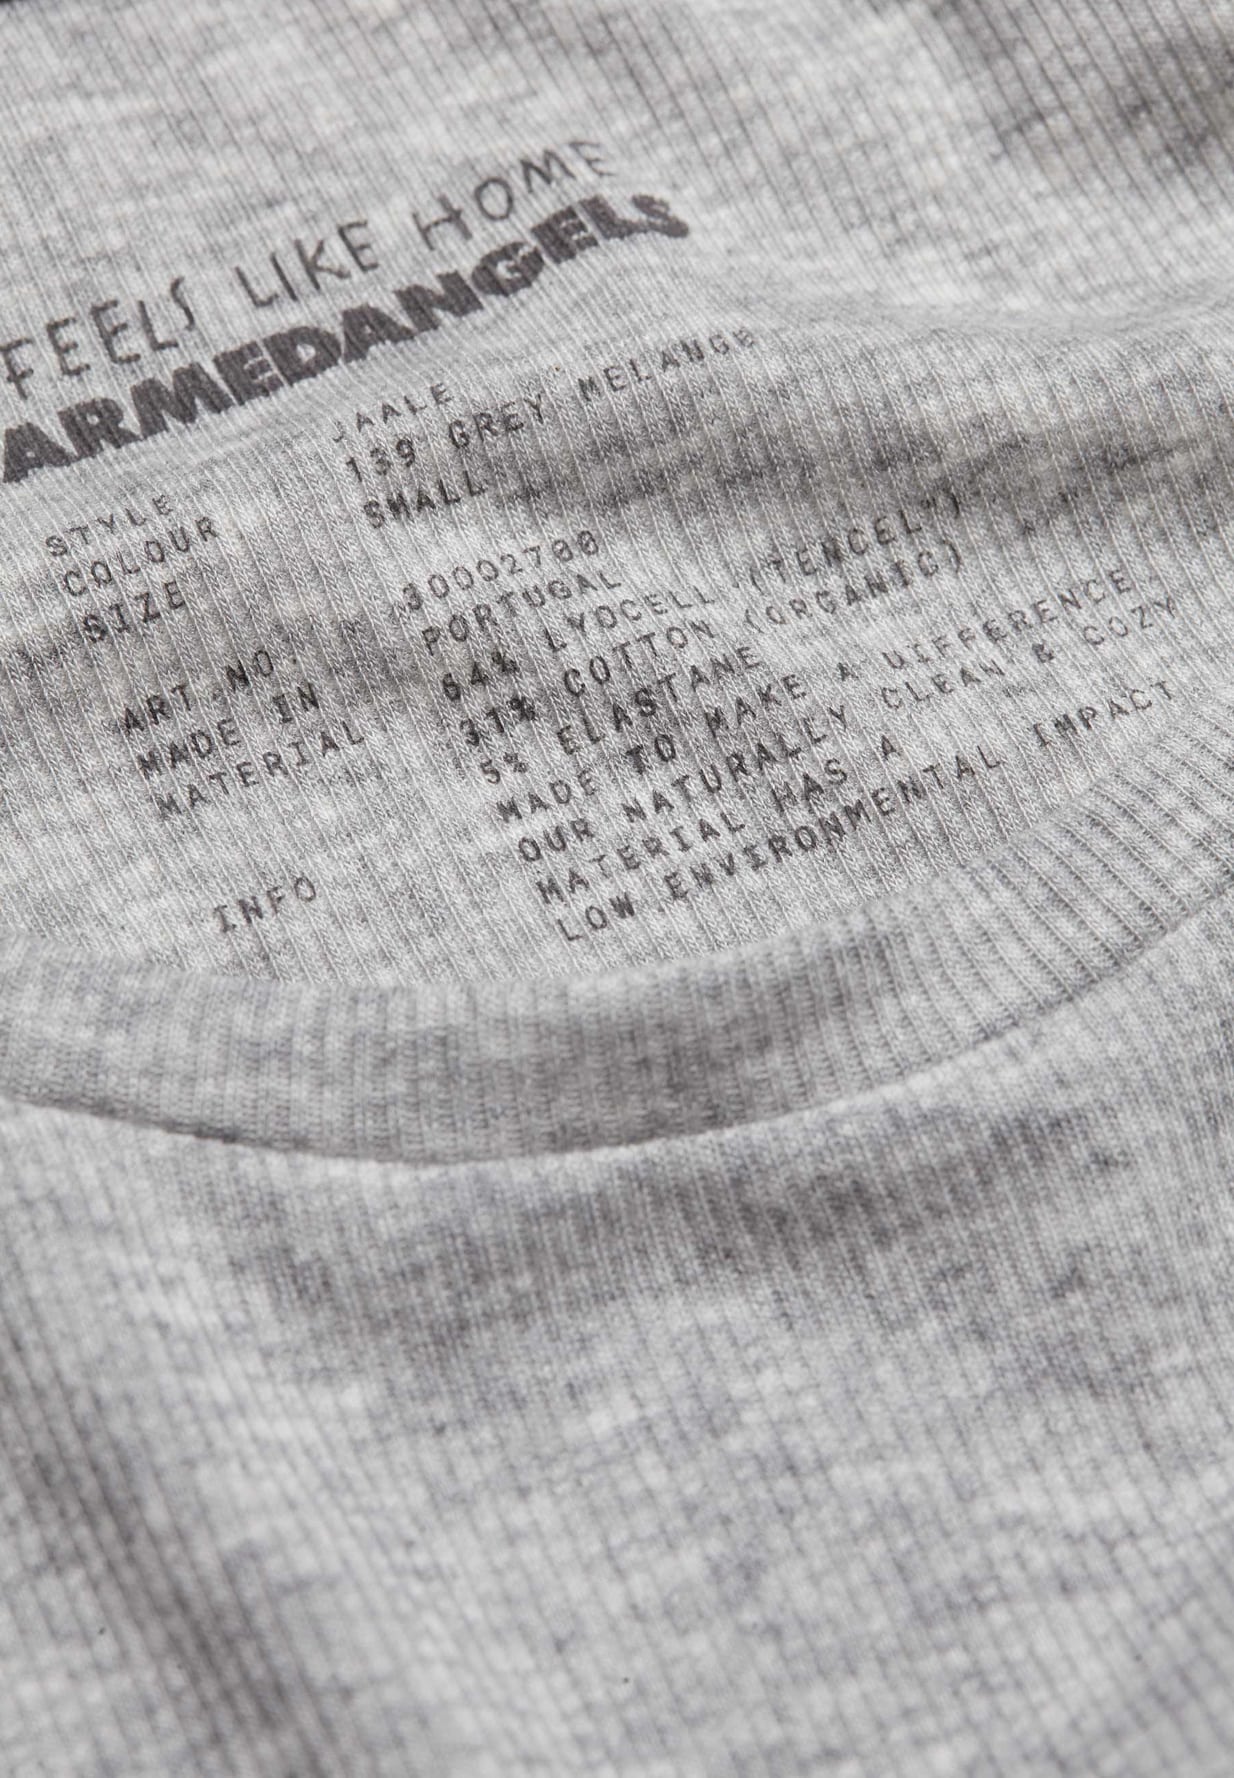 FEELS LIKE HOME
ARMEDANGELS
STYLE JAALE
COLOUR 139 GREY MELANGE
SIZE SMALL
ART.NO. 30002700
MADE IN PORTUGAL
MATERIAL 64% LYOCELL (TENCEL™)
31% COTTON (ORGANIC)
5% ELASTANE
MADE TO MAKE A DIFFERENCE.
INFO OUR NATURALLY CLEAN & COZY
MATERIAL HAS A
LOW ENVIRONMENTAL IMPACT